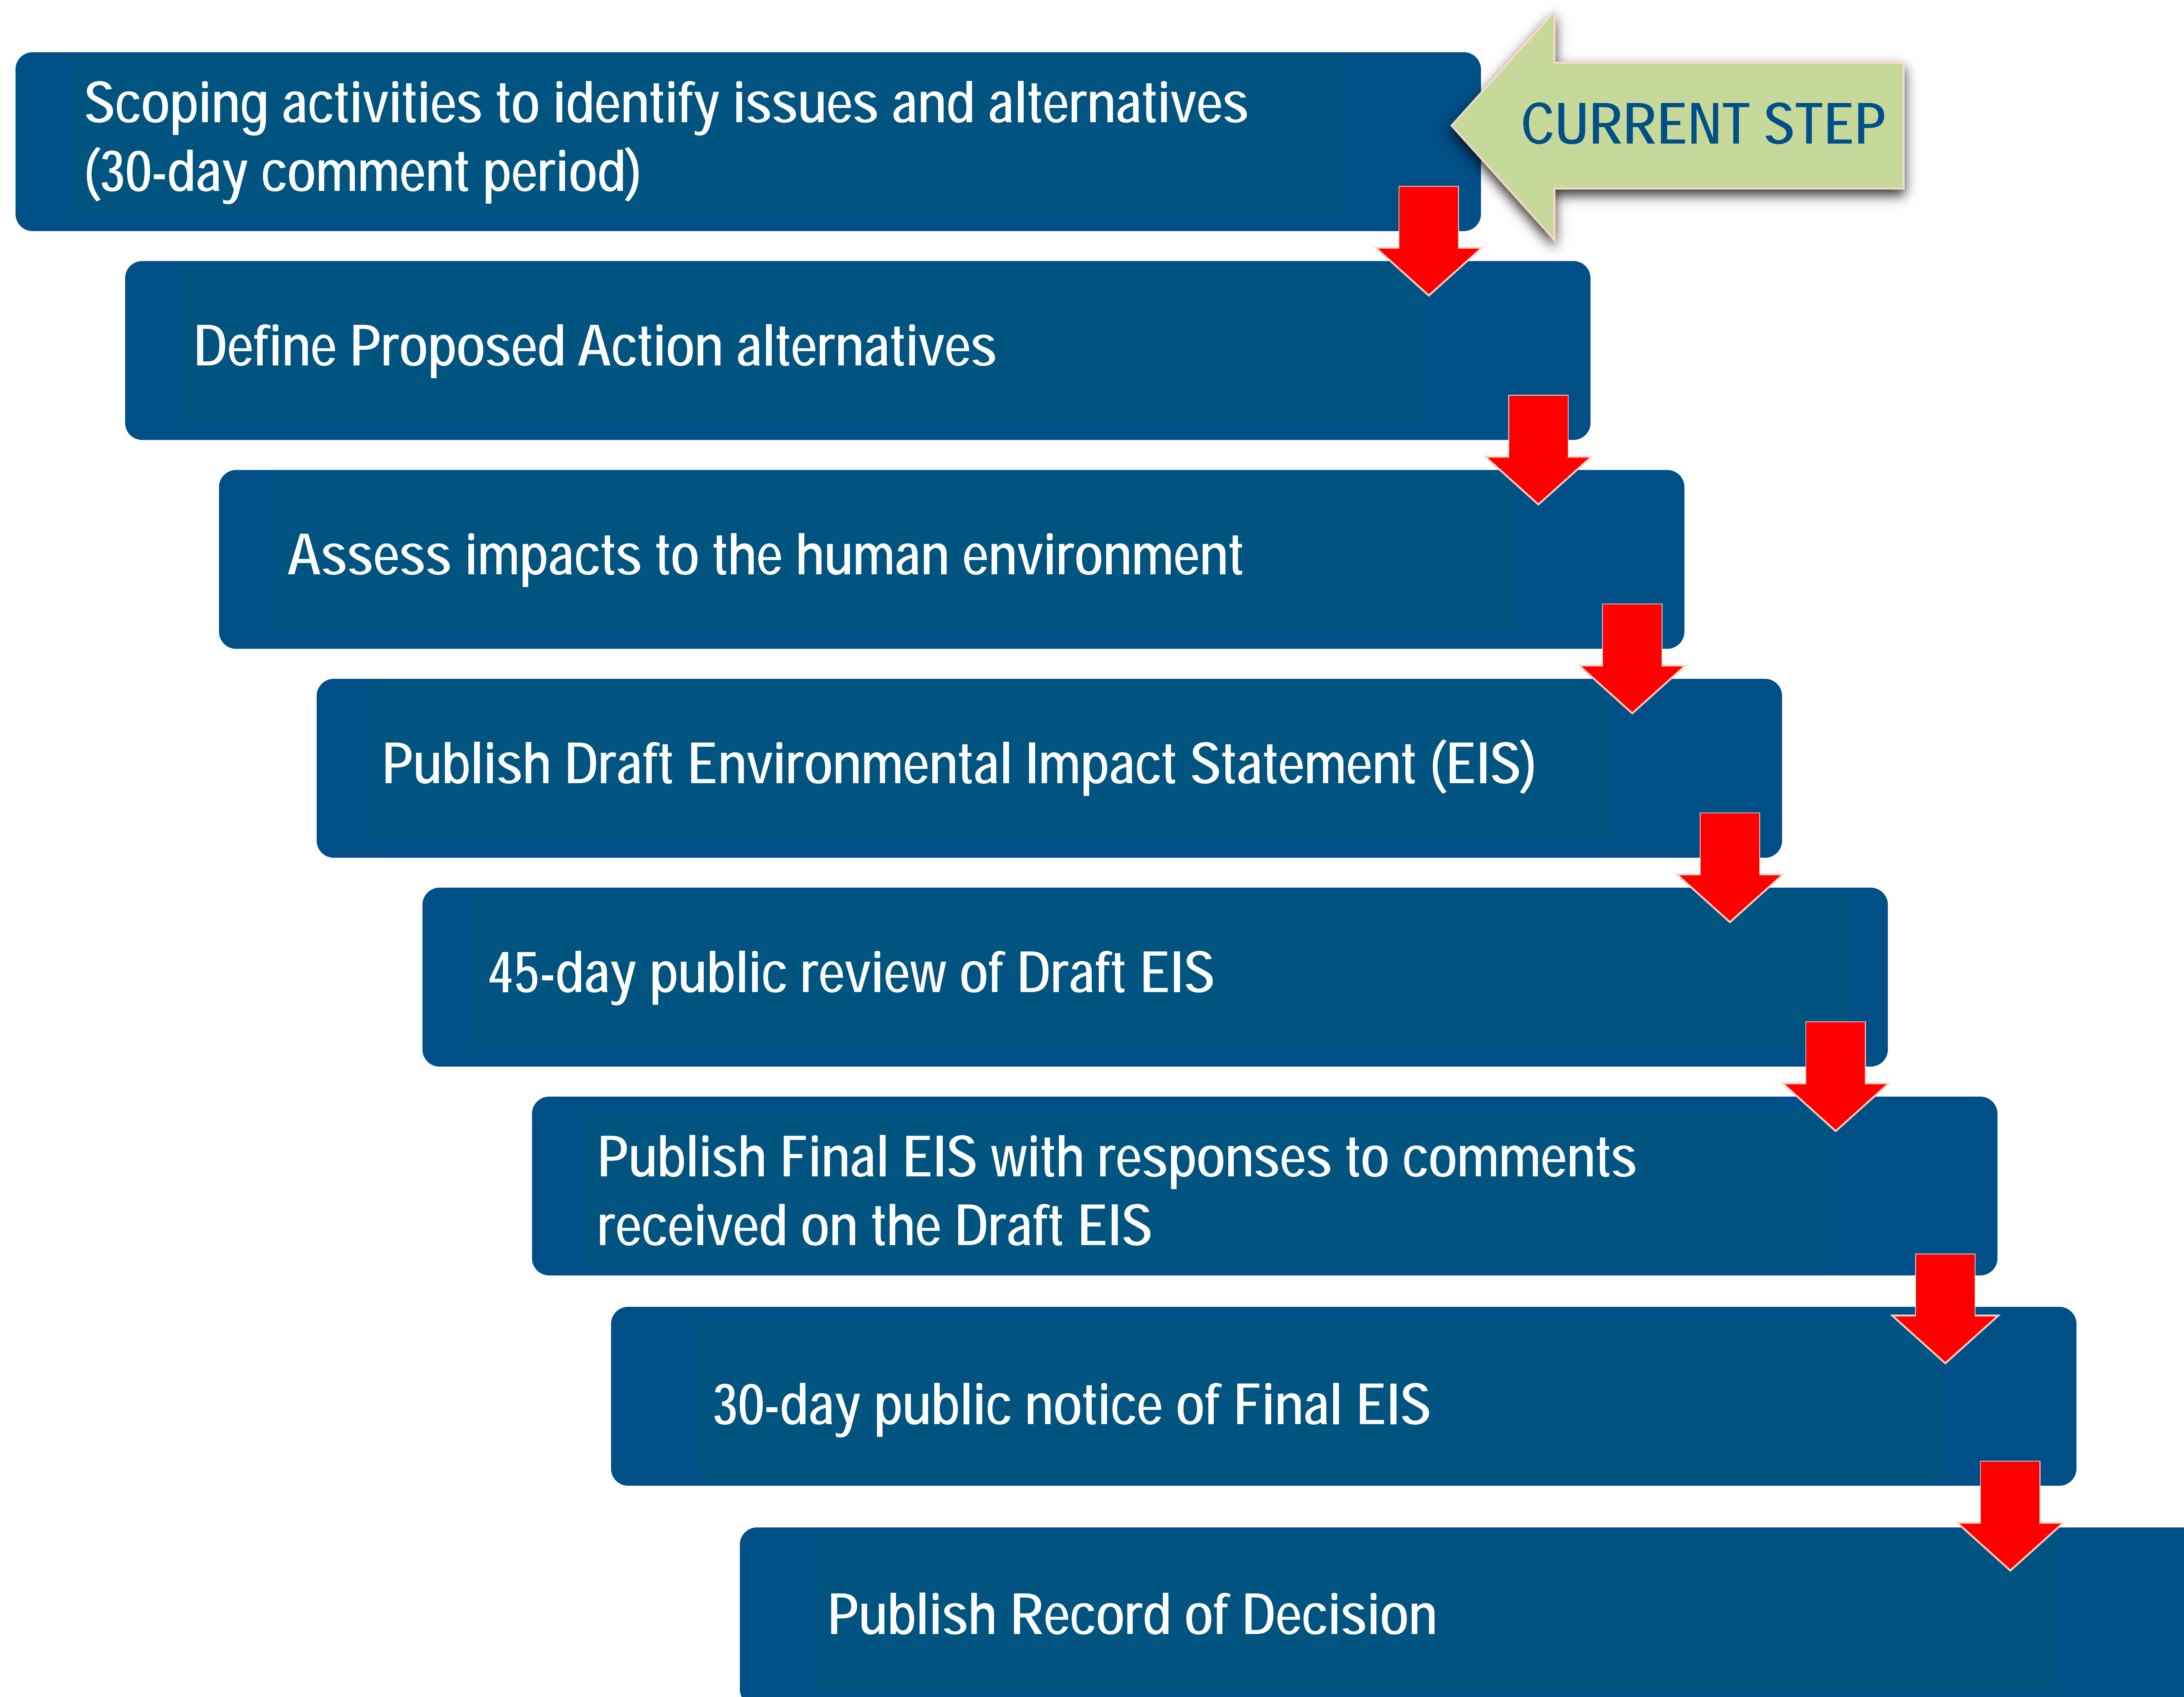 Scoping activities to identify issues and alternatives
(30-day comment period)
CURRENT STEP
Define Proposed Action alternatives
Assess impacts to the human environment
Publish Draft Environmental Impact Statement (EIS)
45-day public review of Draft EIS
Publish Final EIS with responses to comments
received on the Draft EIS
30-day public notice of Final EIS
Publish Record of Decision